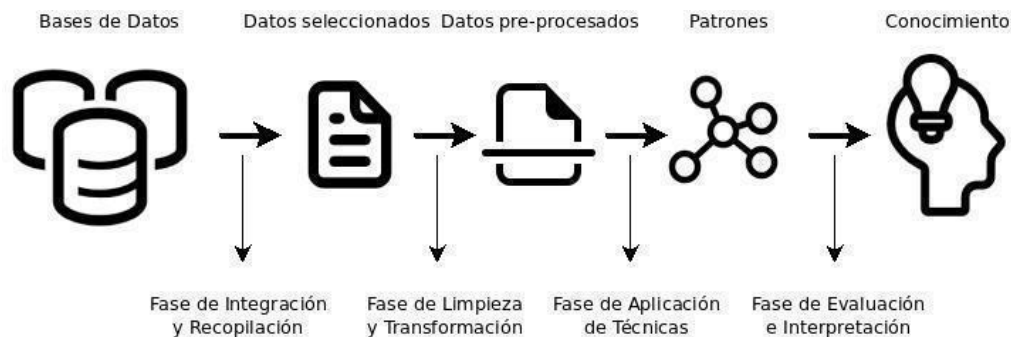 Bases de Datos
Datos seleccionados
Datos pre-procesados
Patrones
Conocimiento
Fase de Integración
y Recopilación
Fase de Limpieza
y Transformación
Fase de Aplicación
de Técnicas
Fase de Evaluación
e Interpretación